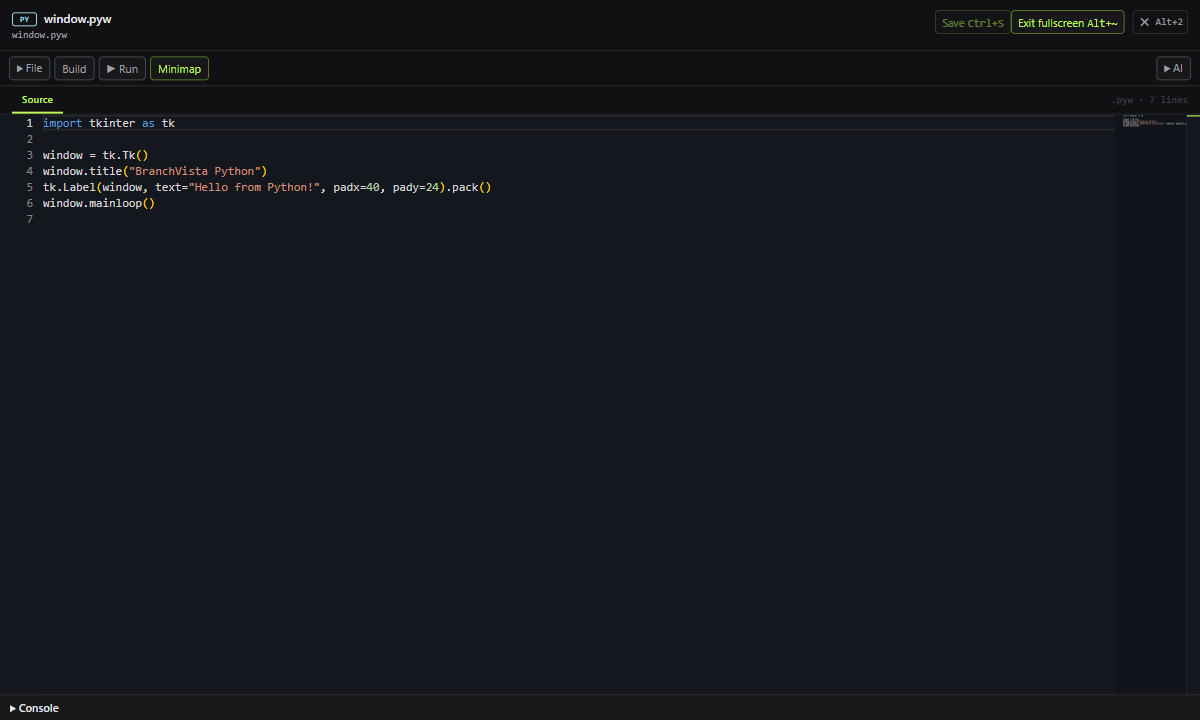 PY window.pyw
window.pyw
Save Ctrl+S Exit fullscreen Alt+~ ✕ Alt+2
▶ File Build ▶ Run Minimap ▶ AI
Source .pyw · 7 lines
1 import tkinter as tk
2
3 window = tk.Tk()
4 window.title("BranchVista Python")
5 tk.Label(window, text="Hello from Python!", padx=40, pady=24).pack()
6 window.mainloop()
7
▶ Console